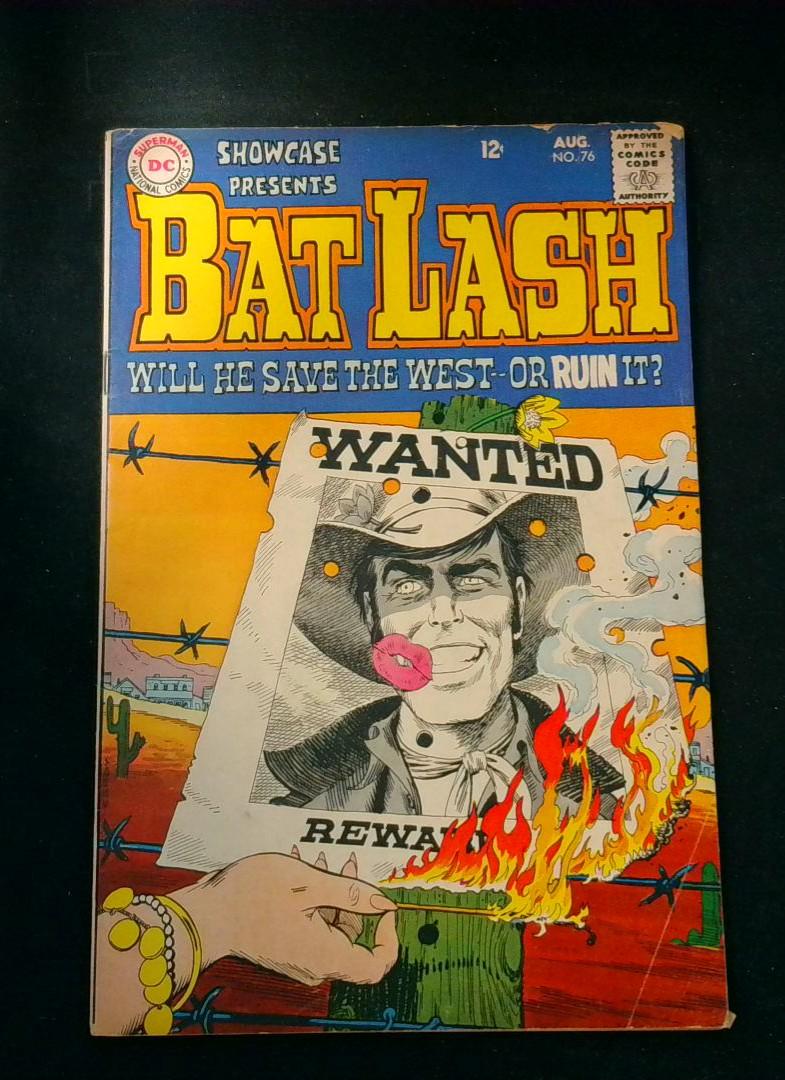 SUPERMAN
DC
NATIONAL COMICS
SHOWCASE
PRESENTS
12¢
AUG.
NO. 76
APPROVED
BY THE
COMICS
CODE
AUTHORITY
BAT LASH
WILL HE SAVE THE WEST--OR RUIN IT?
WANTED
REWARD